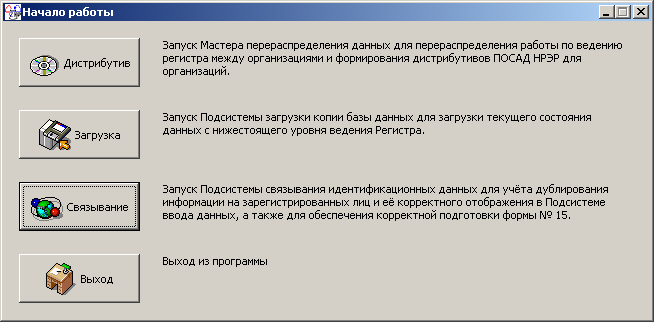 Начало работы
Дистрибутив
Запуск Мастера перераспределения данных для перераспределения работы по ведению
регистра между организациями и формирования дистрибутивов ПОСАД НРЭР для
организаций.
Загрузка
Запуск Подсистемы загрузки копии базы данных для загрузки текущего состояния
данных с нижестоящего уровня ведения Регистра.
Связывание
Запуск Подсистемы связывания идентификационных данных для учёта дублирования
информации на зарегистрированных лиц и её корректного отображения в Подсистеме
ввода данных, а также для обеспечения корректной подготовки формы № 15.
Выход
Выход из программы